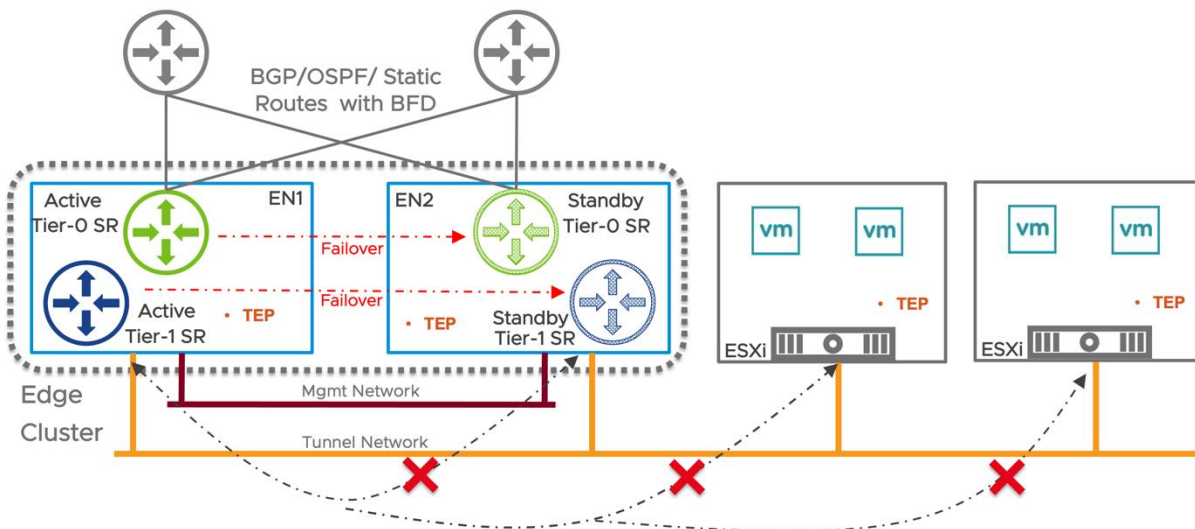 BGP/OSPF/ Static
Routes with BFD
Active
Tier-0 SR
EN1
EN2
Standby
Tier-0 SR
Failover
Failover
Active
Tier-1 SR
TEP
TEP
Standby
Tier-1 SR
vm
vm
TEP
ESXi
vm
vm
TEP
ESXi
Edge
Cluster
Mgmt Network
Tunnel Network